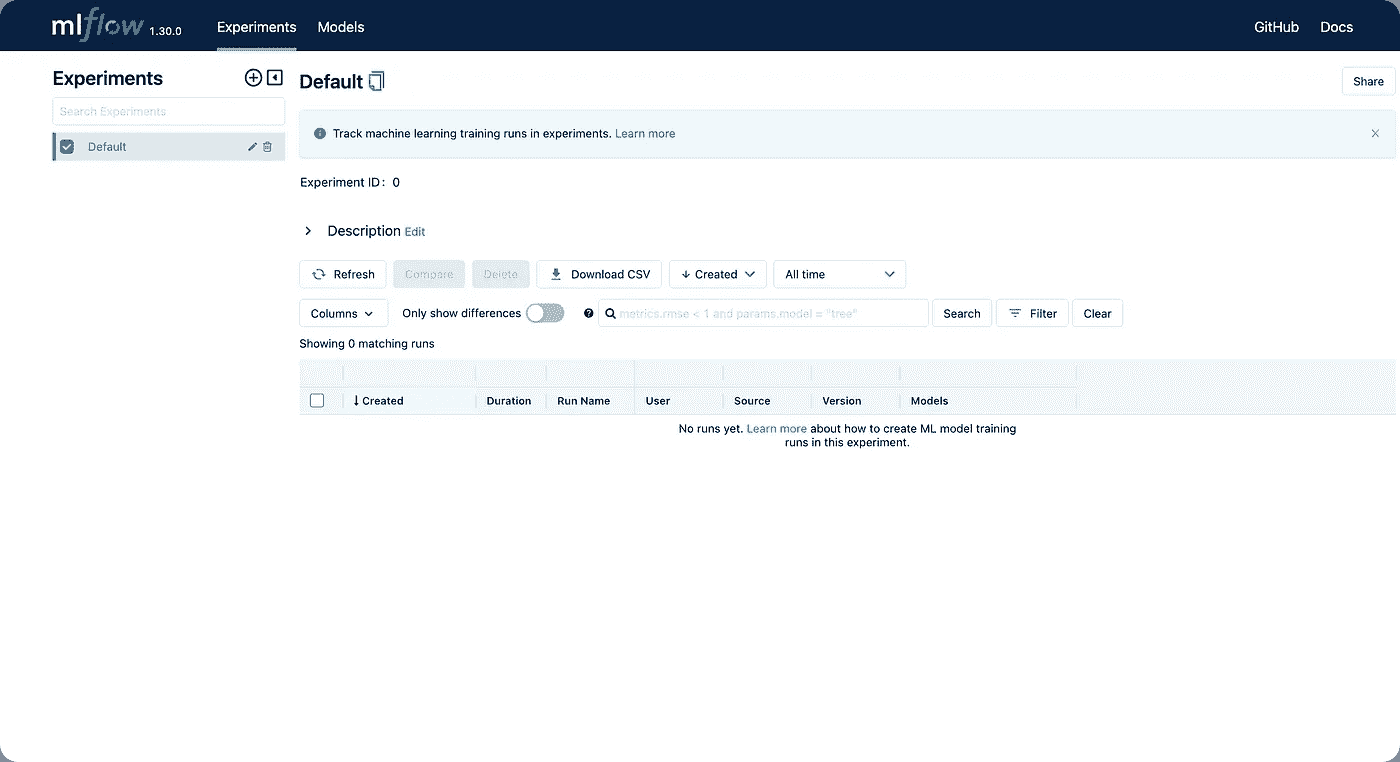 mlflow 1.30.0 Experiments Models GitHub Docs
Experiments
Search Experiments
Default
Default
Share
Track machine learning training runs in experiments. Learn more
Experiment ID: 0
Description Edit
Refresh Compare Delete Download CSV Created All time
Columns Only show differences metrics.rmse < 1 and params.model = "tree" Search Filter Clear
Showing 0 matching runs
Created Duration Run Name User Source Version Models
No runs yet. Learn more about how to create ML model training
runs in this experiment.